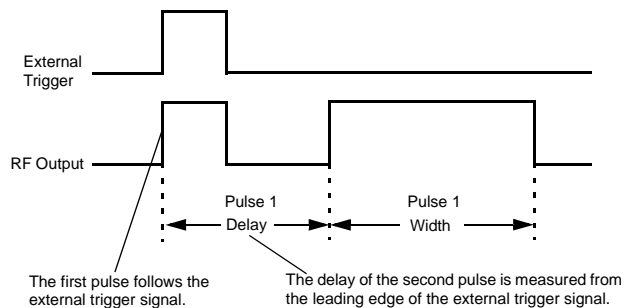 External
Trigger
RF Output
Pulse 1
Delay
Pulse 1
Width
The first pulse follows the
external trigger signal.
The delay of the second pulse is measured from
the leading edge of the external trigger signal.